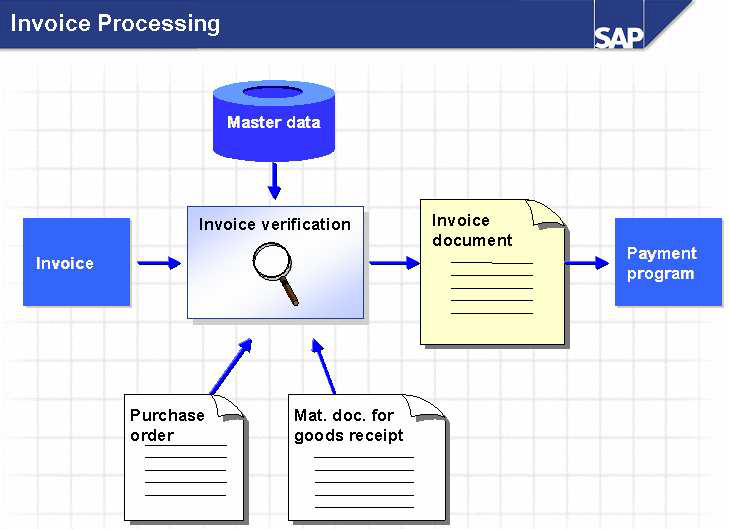 Invoice Processing
SAP
Master data
Invoice verification
Invoice
document
Invoice
Payment
program
Purchase
order
Mat. doc. for
goods receipt